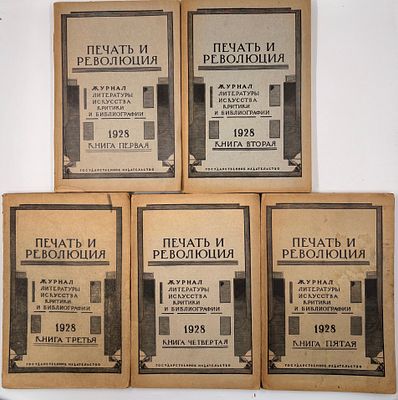 ПЕЧАТЬ И
РЕВОЛЮЦИЯ
ЖУРНАЛ
ЛИТЕРАТУРЫ
ИСКУССТВА
КРИТИКИ
И БИБЛИОГРАФИИ
1928
КНИГА ПЕРВАЯ
ГОСУДАРСТВЕННОЕ ИЗДАТЕЛЬСТВО
ПЕЧАТЬ И
РЕВОЛЮЦИЯ
ЖУРНАЛ
ЛИТЕРАТУРЫ
ИСКУССТВА
КРИТИКИ
И БИБЛИОГРАФИИ
1928
КНИГА ВТОРАЯ
ГОСУДАРСТВЕННОЕ ИЗДАТЕЛЬСТВО
ПЕЧАТЬ И
РЕВОЛЮЦИЯ
ЖУРНАЛ
ЛИТЕРАТУРЫ
ИСКУССТВА
КРИТИКИ
И БИБЛИОГРАФИИ
1928
КНИГА ТРЕТЬЯ
ГОСУДАРСТВЕННОЕ ИЗДАТЕЛЬСТВО
ПЕЧАТЬ И
РЕВОЛЮЦИЯ
ЖУРНАЛ
ЛИТЕРАТУРЫ
ИСКУССТВА
КРИТИКИ
И БИБЛИОГРАФИИ
1928
КНИГА ЧЕТВЕРТАЯ
ГОСУДАРСТВЕННОЕ ИЗДАТЕЛЬСТВО
ПЕЧАТЬ И
РЕВОЛЮЦИЯ
ЖУРНАЛ
ЛИТЕРАТУРЫ
ИСКУССТВА
КРИТИКИ
И БИБЛИОГРАФИИ
1928
КНИГА ПЯТАЯ
ГОСУДАРСТВЕННОЕ ИЗДАТЕЛЬСТВО